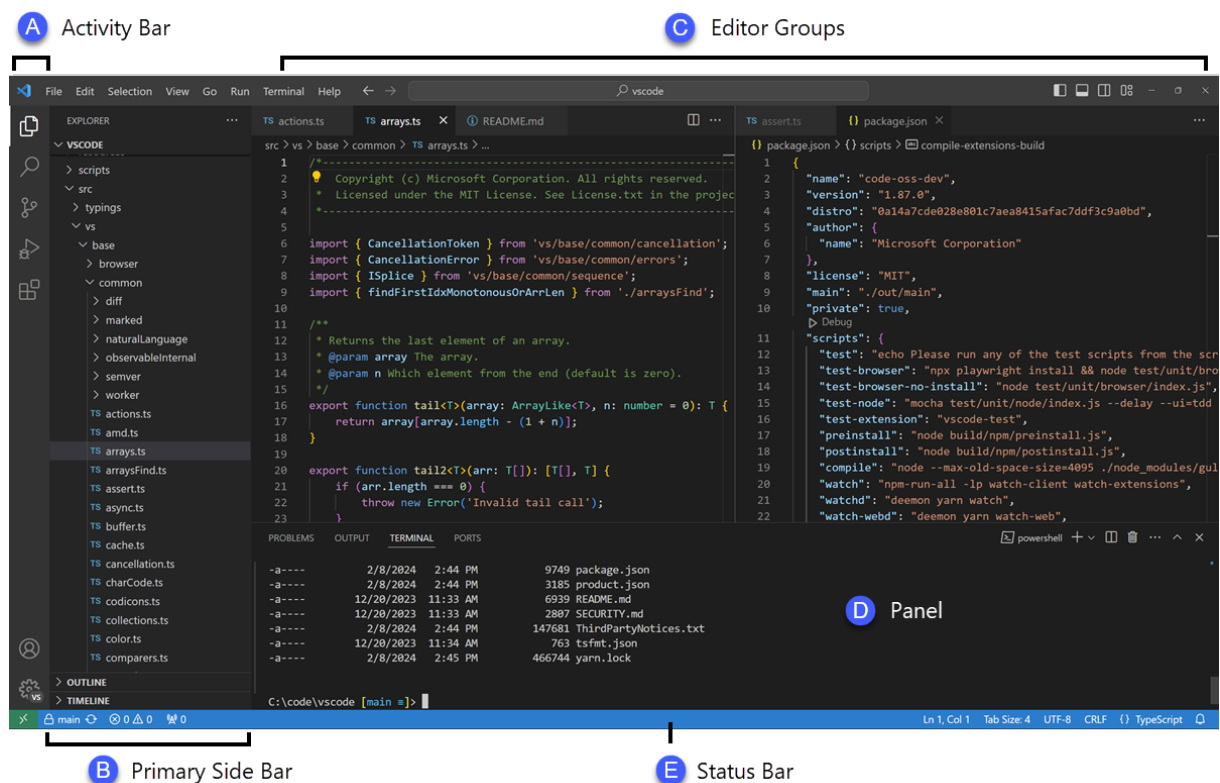 A Activity Bar
C Editor Groups
File Edit Selection View Go Run Terminal Help
vscode
EXPLORER ...
VSCODE
scripts
src
typings
vs
base
browser
common
diff
marked
naturalLanguage
observableInternal
semver
worker
TS actions.ts
TS amd.ts
TS arrays.ts
TS arraysFind.ts
TS assert.ts
TS async.ts
TS buffer.ts
TS cache.ts
TS cancellation.ts
TS charCode.ts
TS codicons.ts
TS collections.ts
TS color.ts
TS comparers.ts
OUTLINE
TIMELINE
VS
TS actions.ts TS arrays.ts README.md
src > vs > base > common > TS arrays.ts > ...
1 /*---------------------------------------------------------------
2 Copyright (c) Microsoft Corporation. All rights reserved.
3 * Licensed under the MIT License. See License.txt in the projec
4 *---------------------------------------------------------------
5
6 import { CancellationToken } from 'vs/base/common/cancellation';
7 import { CancellationError } from 'vs/base/common/errors';
8 import { ISplice } from 'vs/base/common/sequence';
9 import { findFirstIdxMonotonousOrArrLen } from './arraysFind';
10
11 /**
12 * Returns the last element of an array.
13 * @param array The array.
14 * @param n Which element from the end (default is zero).
15 */
16 export function tail<T>(array: ArrayLike<T>, n: number = 0): T {
17 return array[array.length - (1 + n)];
18 }
19
20 export function tail2<T>(arr: T[]): [T[], T] {
21 if (arr.length === 0) {
22 throw new Error('Invalid tail call');
23 }
TS assert.ts {} package.json
{} package.json > {} scripts > compile-extensions-build
1 {
2 "name": "code-oss-dev",
3 "version": "1.87.0",
4 "distro": "0a14a7cde028e801c7aea8415afac7ddf3c9a0bd",
5 "author": {
6 "name": "Microsoft Corporation"
7 },
8 "license": "MIT",
9 "main": "./out/main",
10 "private": true,
Debug
11 "scripts": {
12 "test": "echo Please run any of the test scripts from the scr
13 "test-browser": "npx playwright install && node test/unit/bro
14 "test-browser-no-install": "node test/unit/browser/index.js",
15 "test-node": "mocha test/unit/node/index.js --delay --ui=tdd
16 "test-extension": "vscode-test",
17 "preinstall": "node build/npm/preinstall.js",
18 "postinstall": "node build/npm/postinstall.js",
19 "compile": "node --max-old-space-size=4095 ./node_modules/gul
20 "watch": "npm-run-all -lp watch-client watch-extensions",
21 "watchd": "deemon yarn watch",
22 "watch-webd": "deemon yarn watch-web",
PROBLEMS OUTPUT TERMINAL PORTS
powershell
-a---- 2/8/2024 2:44 PM 9749 package.json
-a---- 2/8/2024 2:44 PM 3185 product.json
-a---- 12/20/2023 11:33 AM 6939 README.md
-a---- 12/20/2023 11:33 AM 2807 SECURITY.md
-a---- 2/8/2024 2:44 PM 147681 ThirdPartyNotices.txt
-a---- 12/20/2023 11:34 AM 763 tsfmt.json
-a---- 2/8/2024 2:45 PM 466744 yarn.lock
C:\code\vscode [main ≡]>
D Panel
main 0 0 0
Ln 1, Col 1 Tab Size: 4 UTF-8 CRLF {} TypeScript
B Primary Side Bar
E Status Bar